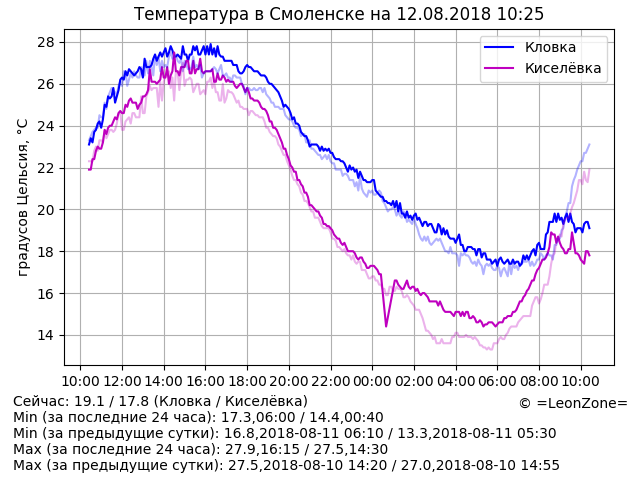 Температура в Смоленске на 12.08.2018 10:25
Кловка
Киселёвка
градусов Цельсия, °C
28
26
24
22
20
18
16
14
10:00 12:00 14:00 16:00 18:00 20:00 22:00 00:00 02:00 04:00 06:00 08:00 10:00
Сейчас: 19.1 / 17.8 (Кловка / Киселёвка)
© =LeonZone=
Min (за последние 24 часа): 17.3,06:00 / 14.4,00:40
Min (за предыдущие сутки): 16.8,2018-08-11 06:10 / 13.3,2018-08-11 05:30
Max (за последние 24 часа): 27.9,16:15 / 27.5,14:30
Max (за предыдущие сутки): 27.5,2018-08-10 14:20 / 27.0,2018-08-10 14:55